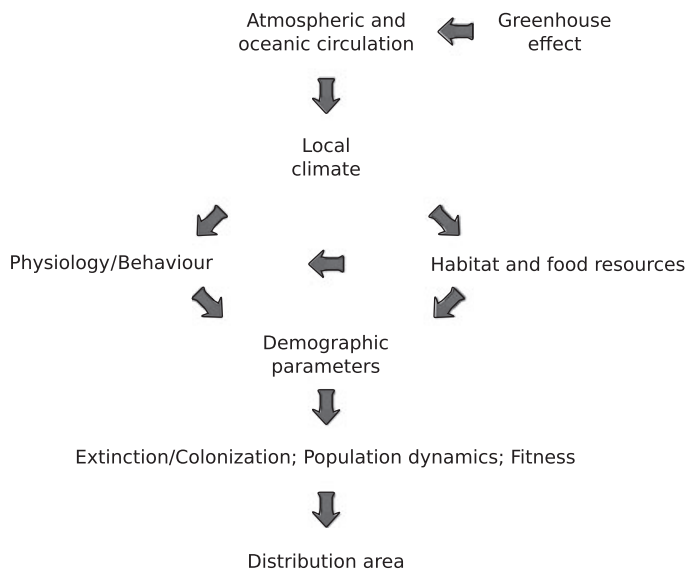 Atmospheric and
oceanic circulation
Greenhouse
effect
Local
climate
Physiology/Behaviour
Habitat and food resources
Demographic
parameters
Extinction/Colonization; Population dynamics; Fitness
Distribution area